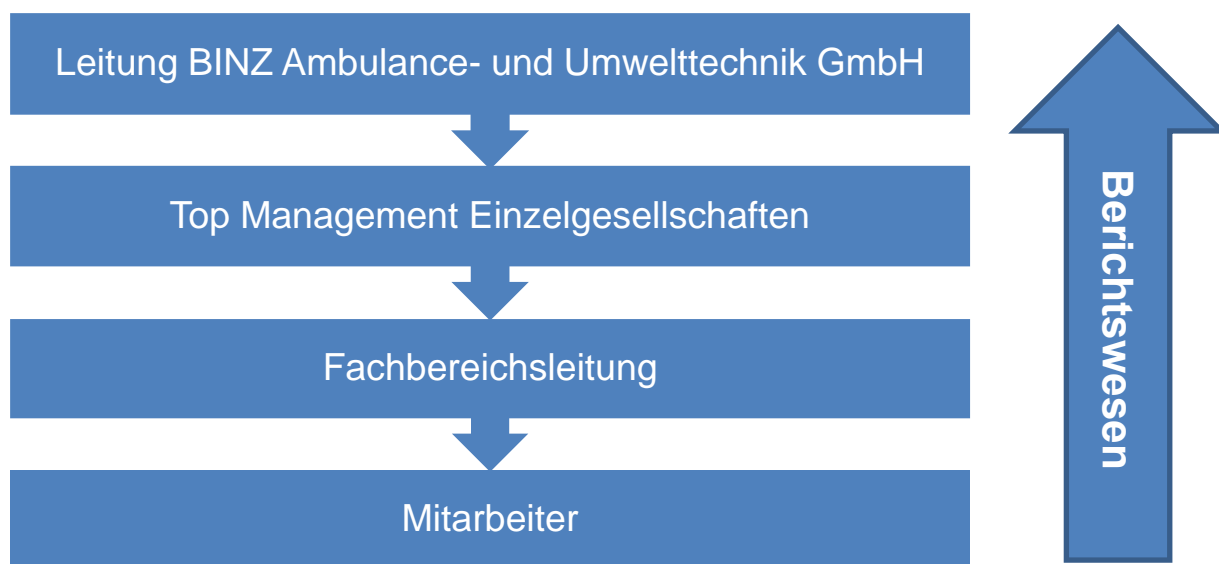 Leitung BINZ Ambulance- und Umwelttechnik GmbH
Top Management Einzelgesellschaften
Fachbereichsleitung
Mitarbeiter
Berichtswesen